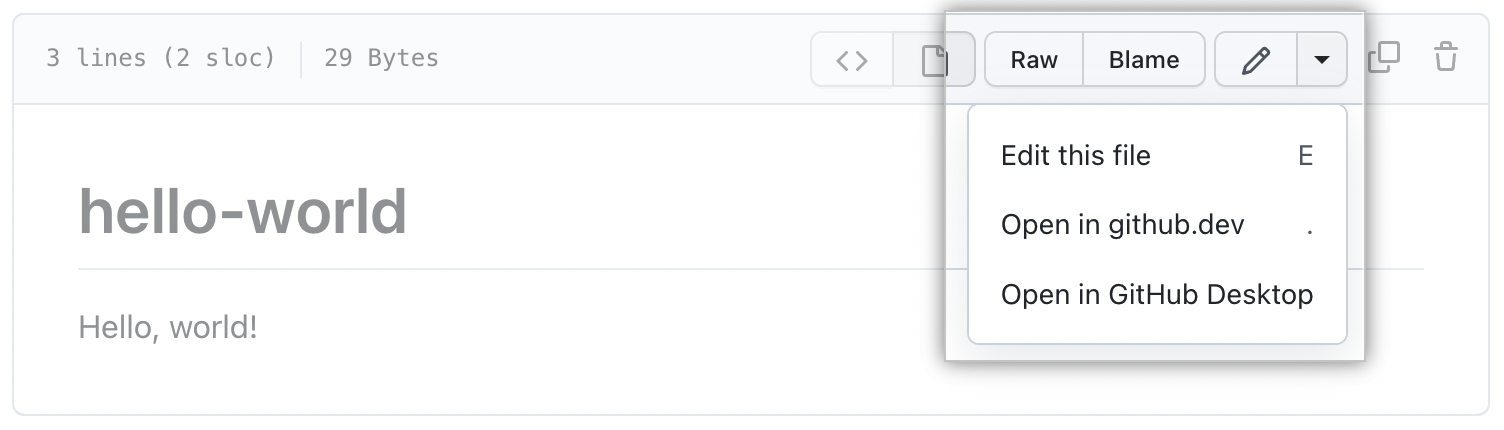 3 lines (2 sloc) 29 Bytes Raw Blame
Edit this file E
Open in github.dev .
Open in GitHub Desktop
hello-world
Hello, world!